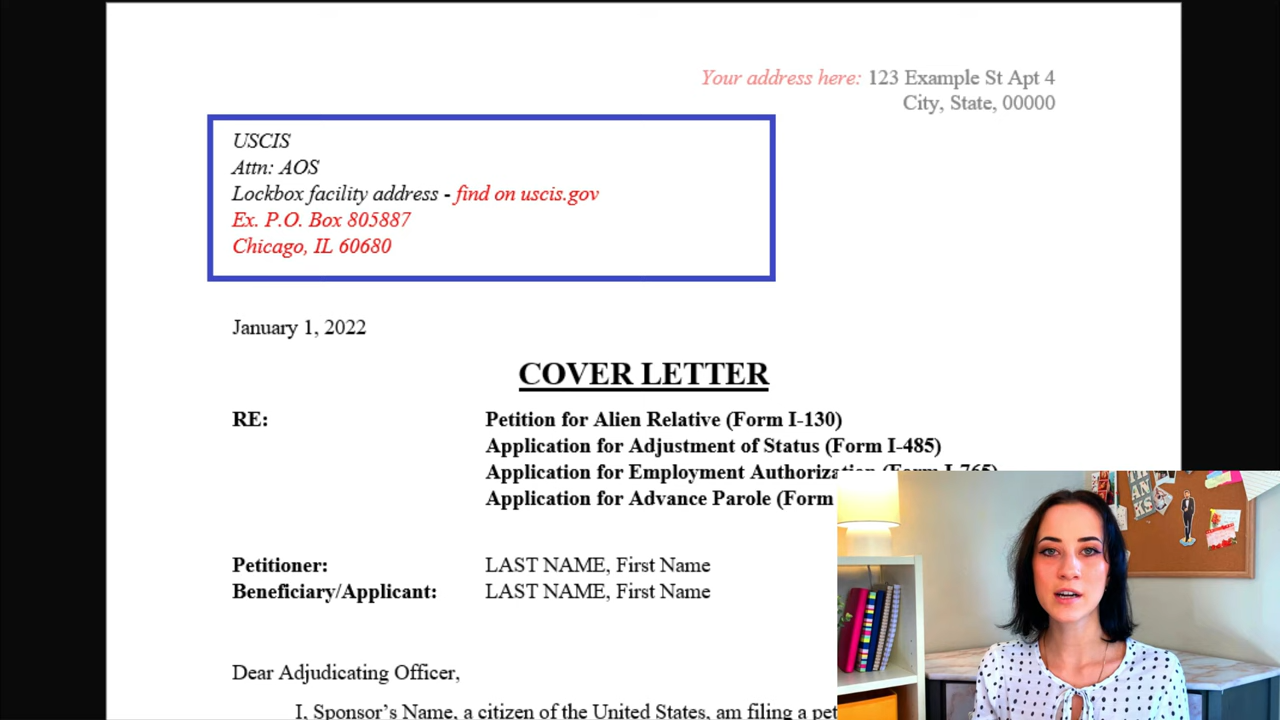 Your address here: 123 Example St Apt 4
City, State, 00000
USCIS
Attn: AOS
Lockbox facility address - find on uscis.gov
Ex. P.O. Box 805887
Chicago, IL 60680
January 1, 2022
COVER LETTER
RE: Petition for Alien Relative (Form I-130)
Application for Adjustment of Status (Form I-485)
Application for Employment Authorization (Form I-765)
Application for Advance Parole (Form
Petitioner: LAST NAME, First Name
Beneficiary/Applicant: LAST NAME, First Name
Dear Adjudicating Officer,
I, Sponsor's Name, a citizen of the United States, am filing a pet